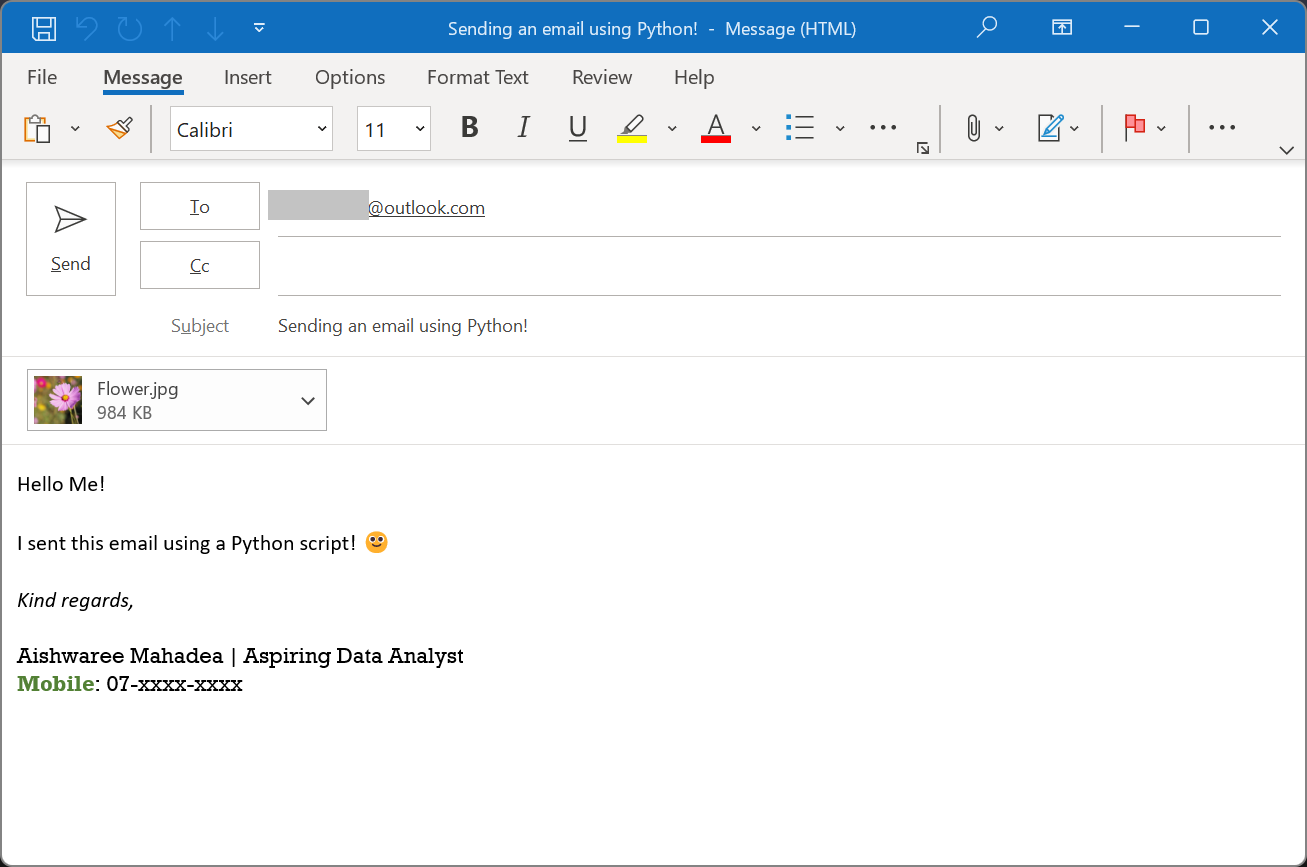 Sending an email using Python! - Message (HTML)
File Message Insert Options Format Text Review Help
Calibri 11 B I U A
To @outlook.com
Send
Cc
Subject Sending an email using Python!
Flower.jpg
984 KB
Hello Me!
I sent this email using a Python script! 🙂
Kind regards,
Aishwaree Mahadea | Aspiring Data Analyst
Mobile: 07-xxxx-xxxx